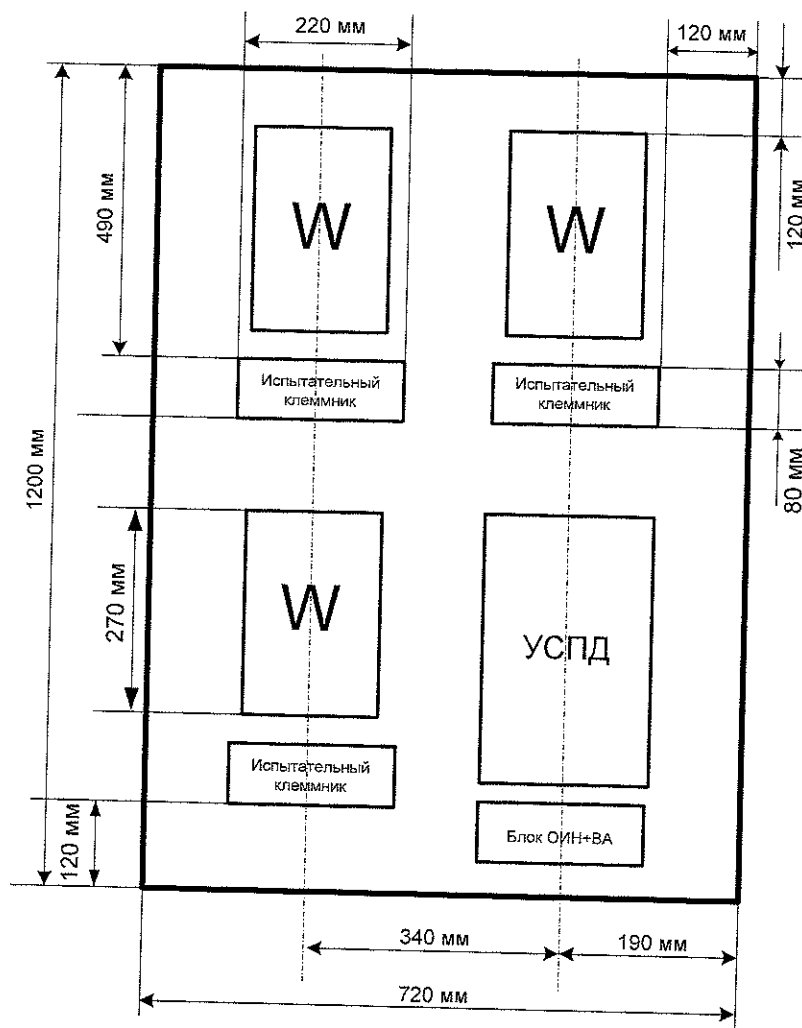 220 мм
120 мм
490 мм
W
W
120 мм
Испытательный
клеммник
Испытательный
клеммник
1200 мм
80 мм
270 мм
W
УСПД
Испытательный
клеммник
120 мм
Блок ОИН+ВА
340 мм
190 мм
720 мм